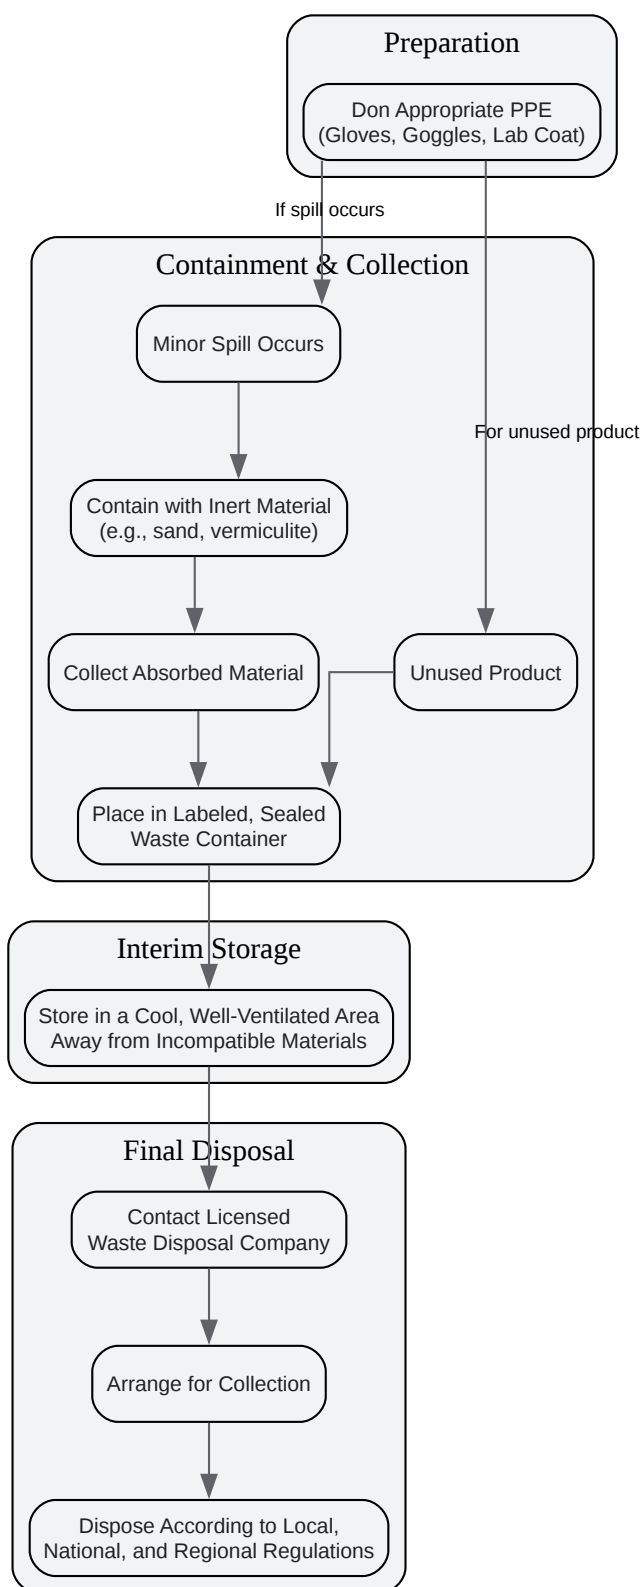 Preparation
Don Appropriate PPE
(Gloves, Goggles, Lab Coat)
If spill occurs
Containment & Collection
Minor Spill Occurs
For unused product
Contain with Inert Material
(e.g., sand, vermiculite)
Collect Absorbed Material
Unused Product
Place in Labeled, Sealed
Waste Container
Interim Storage
Store in a Cool, Well-Ventilated Area
Away from Incompatible Materials
Final Disposal
Contact Licensed
Waste Disposal Company
Arrange for Collection
Dispose According to Local,
National, and Regional Regulations